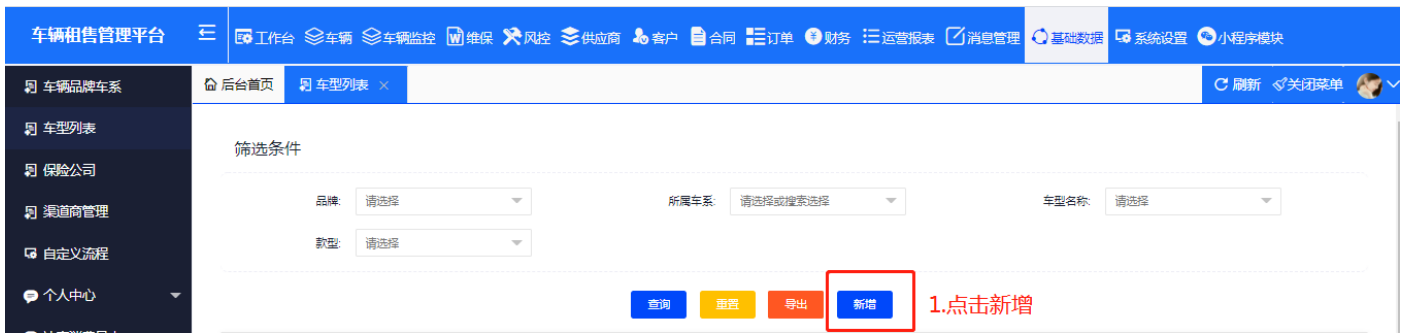 车辆租售管理平台
工作台 车辆 车辆监控 维保 风控 供应商 客户 合同 订单 财务 运营报表 消息管理 基础数据 系统设置 小程序模块
车辆品牌车系
后台首页 车型列表 ×
刷新 关闭菜单
车型列表
筛选条件
保险公司
品牌: 请选择 所属车系: 请选择或搜索选择 车型名称: 请选择
渠道商管理
款型: 请选择
自定义流程
个人中心
查询 重置 导出 新增 1.点击新增